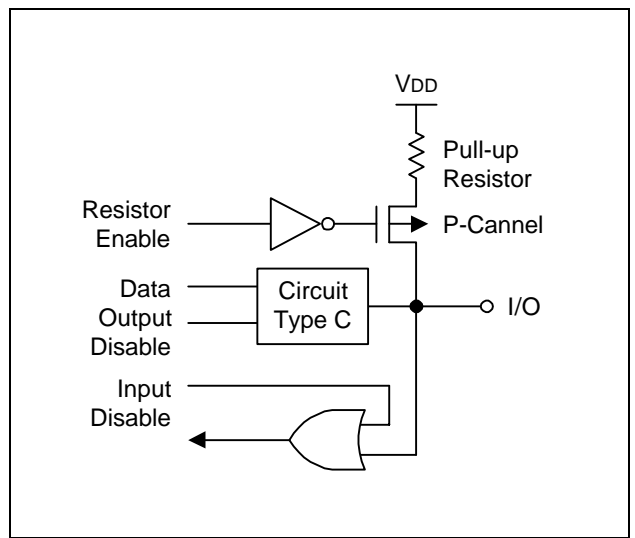 VDD
Pull-up
Resistor
Resistor
Enable
P-Cannel
Data
Output
Disable
Circuit
Type C
I/O
Input
Disable